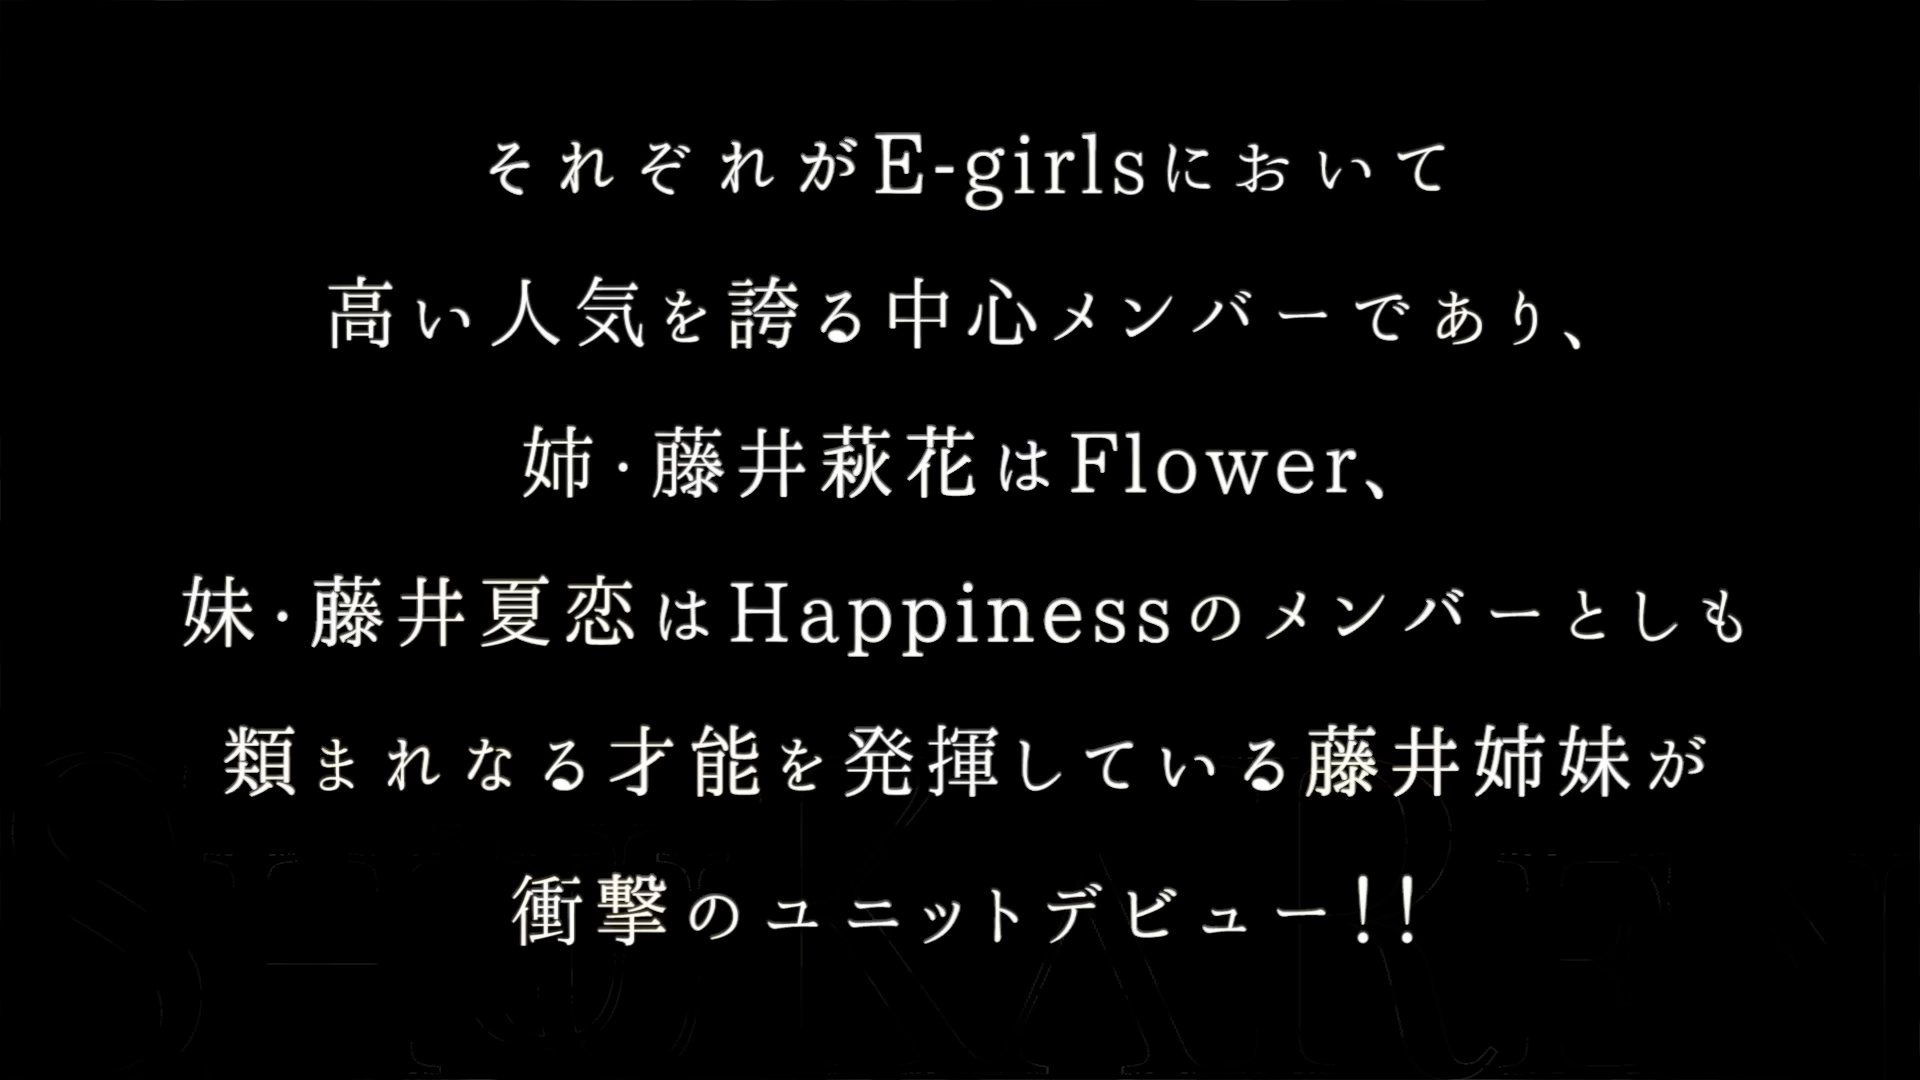 それぞれがE-girlsにおいて
高い人気を誇る中心メンバーであり、
姉・藤井萩花はFlower、
妹・藤井夏恋はHappinessのメンバーとしも
類まれなる才能を発揮している藤井姉妹が
衝撃のユニットデビュー!!
SHUKAREN